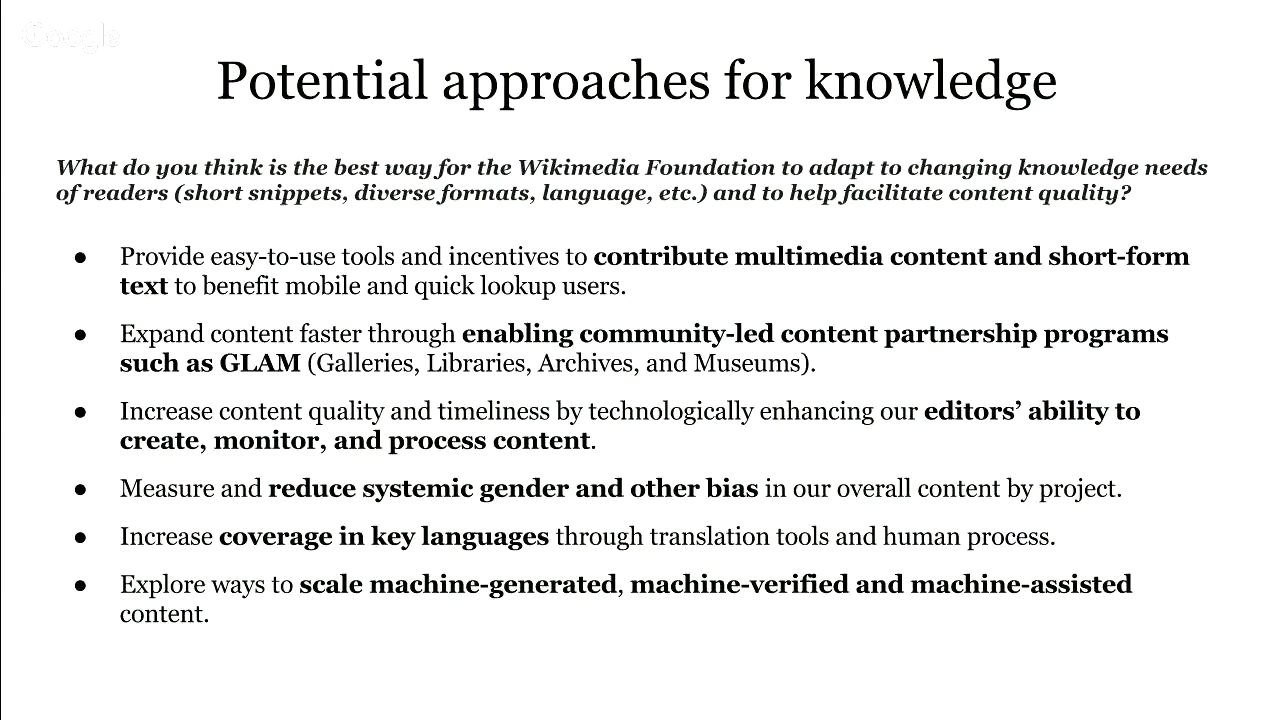 Google
Potential approaches for knowledge
What do you think is the best way for the Wikimedia Foundation to adapt to changing knowledge needs
of readers (short snippets, diverse formats, language, etc.) and to help facilitate content quality?
● Provide easy-to-use tools and incentives to contribute multimedia content and short-form
text to benefit mobile and quick lookup users.
● Expand content faster through enabling community-led content partnership programs
such as GLAM (Galleries, Libraries, Archives, and Museums).
● Increase content quality and timeliness by technologically enhancing our editors’ ability to
create, monitor, and process content.
● Measure and reduce systemic gender and other bias in our overall content by project.
● Increase coverage in key languages through translation tools and human process.
● Explore ways to scale machine-generated, machine-verified and machine-assisted
content.